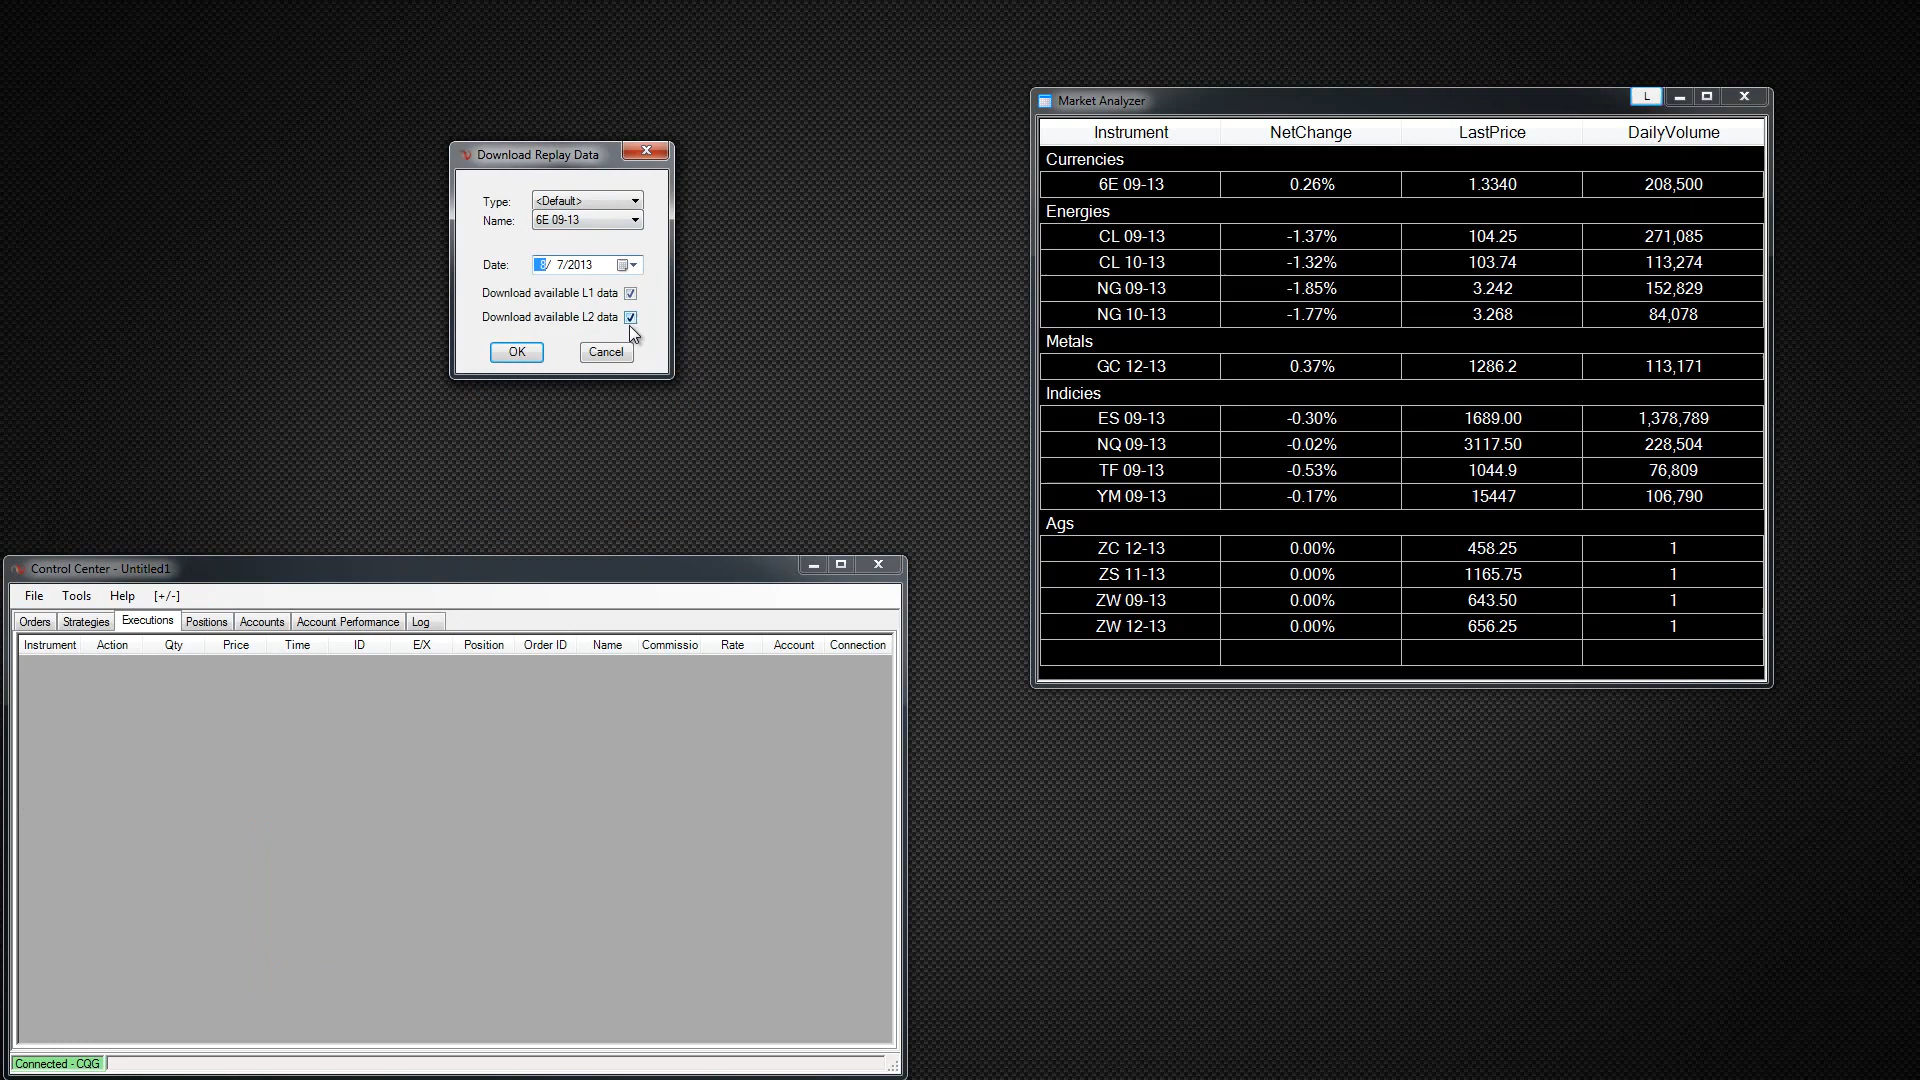 Download Replay Data
Type: <Default>
Name: 6E 09-13
Date: 8/ 7/2013
Download available L1 data
Download available L2 data
OK Cancel
Market Analyzer L
Instrument NetChange LastPrice DailyVolume
Currencies
6E 09-13 0.26% 1.3340 208,500
Energies
CL 09-13 -1.37% 104.25 271,085
CL 10-13 -1.32% 103.74 113,274
NG 09-13 -1.85% 3.242 152,829
NG 10-13 -1.77% 3.268 84,078
Metals
GC 12-13 0.37% 1286.2 113,171
Indicies
ES 09-13 -0.30% 1689.00 1,378,789
NQ 09-13 -0.02% 3117.50 228,504
TF 09-13 -0.53% 1044.9 76,809
YM 09-13 -0.17% 15447 106,790
Ags
ZC 12-13 0.00% 458.25 1
ZS 11-13 0.00% 1165.75 1
ZW 09-13 0.00% 643.50 1
ZW 12-13 0.00% 656.25 1
Control Center - Untitled1
File Tools Help [+/-]
Orders Strategies Executions Positions Accounts Account Performance Log
Instrument Action Qty Price Time ID E/X Position Order ID Name Commissio Rate Account Connection
Connected - CQG